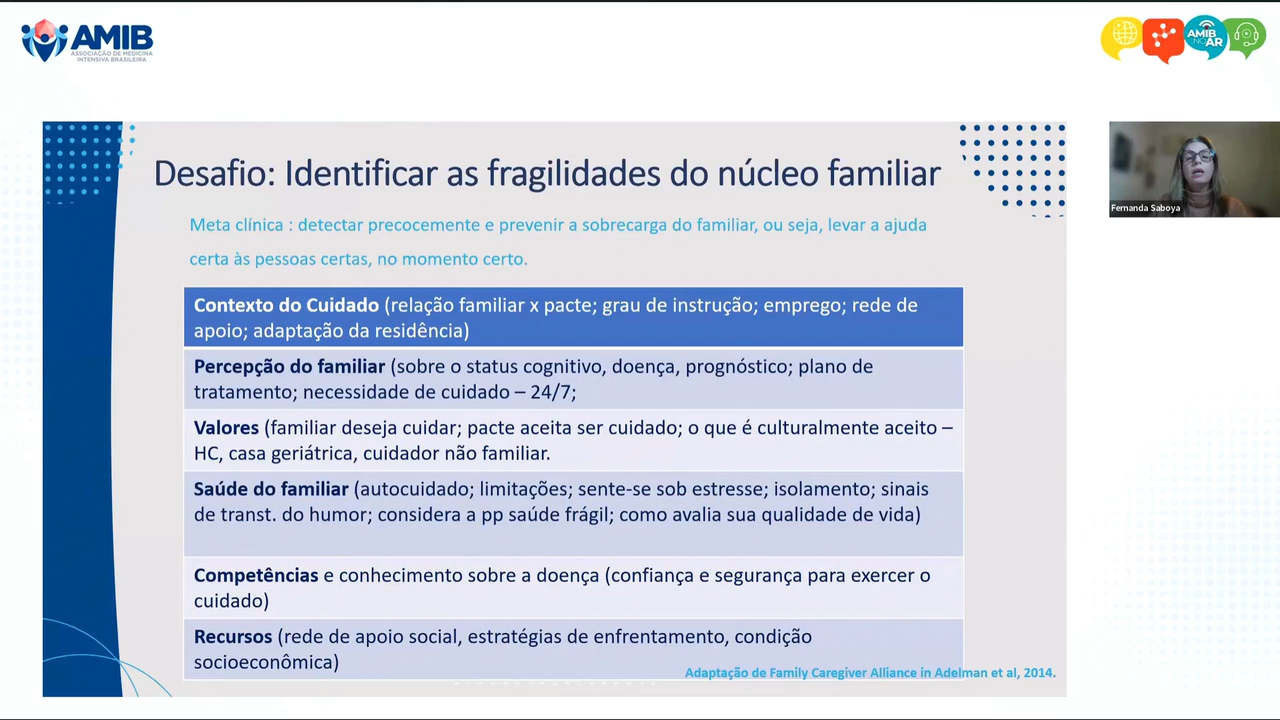 AMIB
ASSOCIAÇÃO DE MEDICINA
INTENSIVA BRASILEIRA
AMIB
NO AR
Desafio: Identificar as fragilidades do núcleo familiar
Meta clínica : detectar precocemente e prevenir a sobrecarga do familiar, ou seja, levar a ajuda
certa às pessoas certas, no momento certo.
Fernanda Saboya
Contexto do Cuidado (relação familiar x pacte; grau de instrução; emprego; rede de
apoio; adaptação da residência)
Percepção do familiar (sobre o status cognitivo, doença, prognóstico; plano de
tratamento; necessidade de cuidado – 24/7;
Valores (familiar deseja cuidar; pacte aceita ser cuidado; o que é culturalmente aceito –
HC, casa geriátrica, cuidador não familiar.
Saúde do familiar (autocuidado; limitações; sente-se sob estresse; isolamento; sinais
de transt. do humor; considera a pp saúde frágil; como avalia sua qualidade de vida)
Competências e conhecimento sobre a doença (confiança e segurança para exercer o
cuidado)
Recursos (rede de apoio social, estratégias de enfrentamento, condição
socioeconômica)
Adaptação de Family Caregiver Alliance in Adelman et al, 2014.